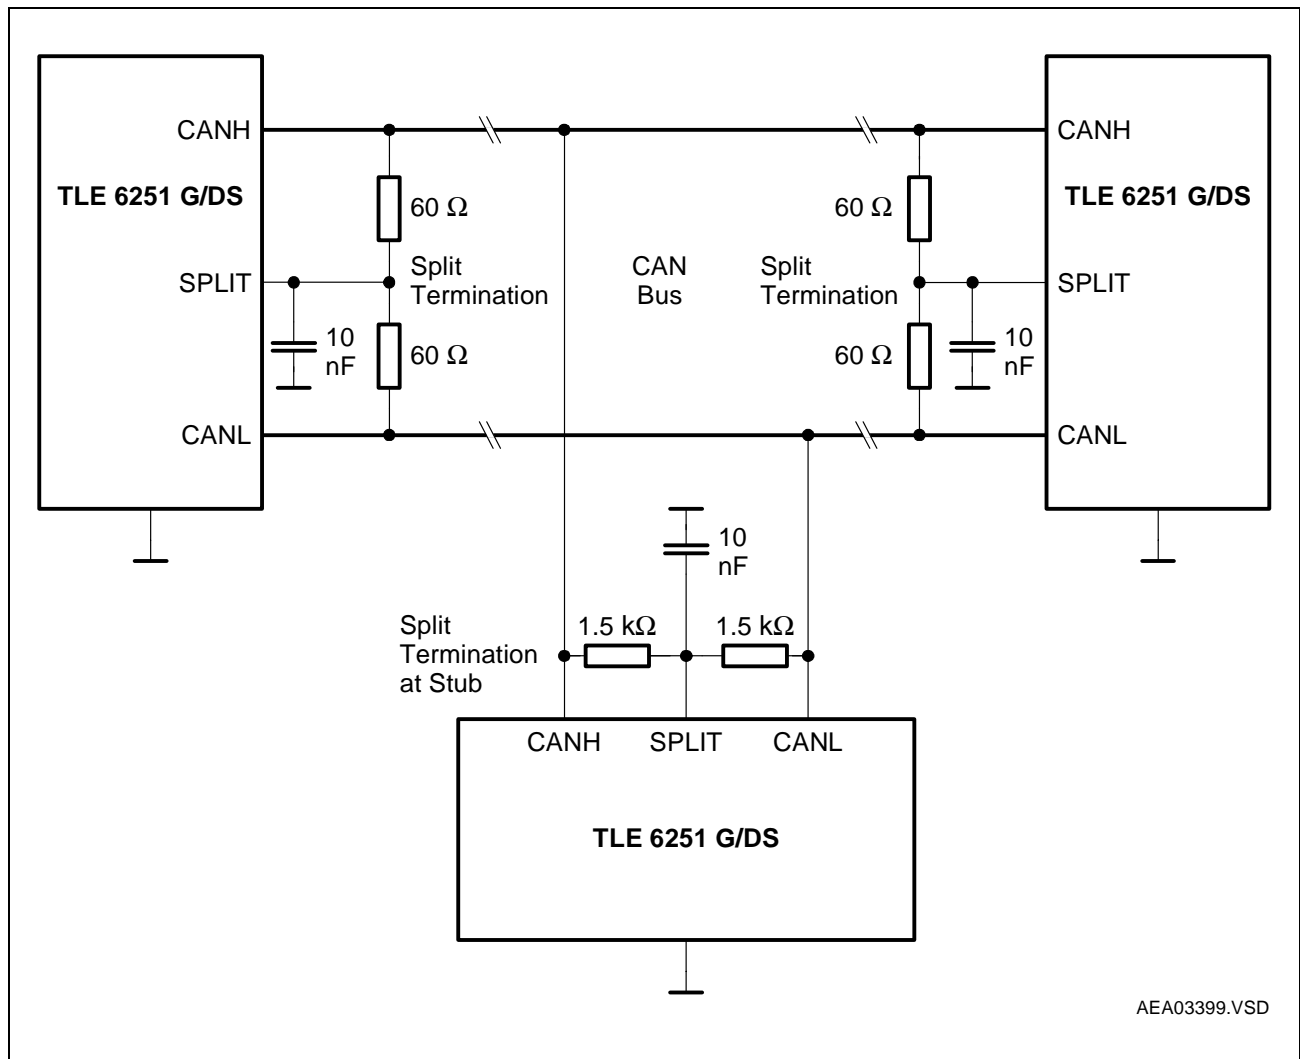 CANH
TLE 6251 G/DS
SPLIT
CANL
60 Ω
Split
Termination
10
nF
60 Ω
CAN
Bus
60 Ω
Split
Termination
60 Ω
10
nF
CANH
TLE 6251 G/DS
SPLIT
CANL
10
nF
Split
Termination
at Stub
1.5 kΩ
1.5 kΩ
CANH
SPLIT
CANL
TLE 6251 G/DS
AEA03399.VSD